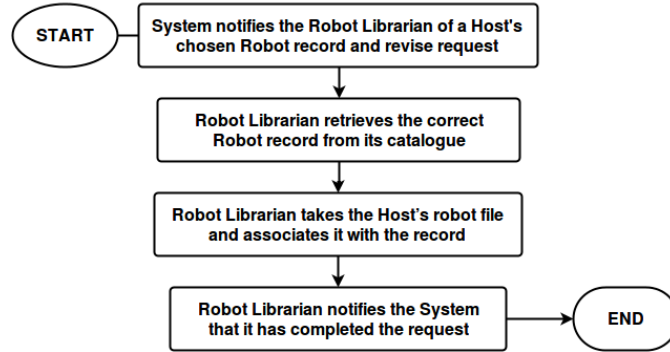 START
System notifies the Robot Librarian of a Host's
chosen Robot record and revise request
Robot Librarian retrieves the correct
Robot record from its catalogue
Robot Librarian takes the Host’s robot file
and associates it with the record
Robot Librarian notifies the System
that it has completed the request
END